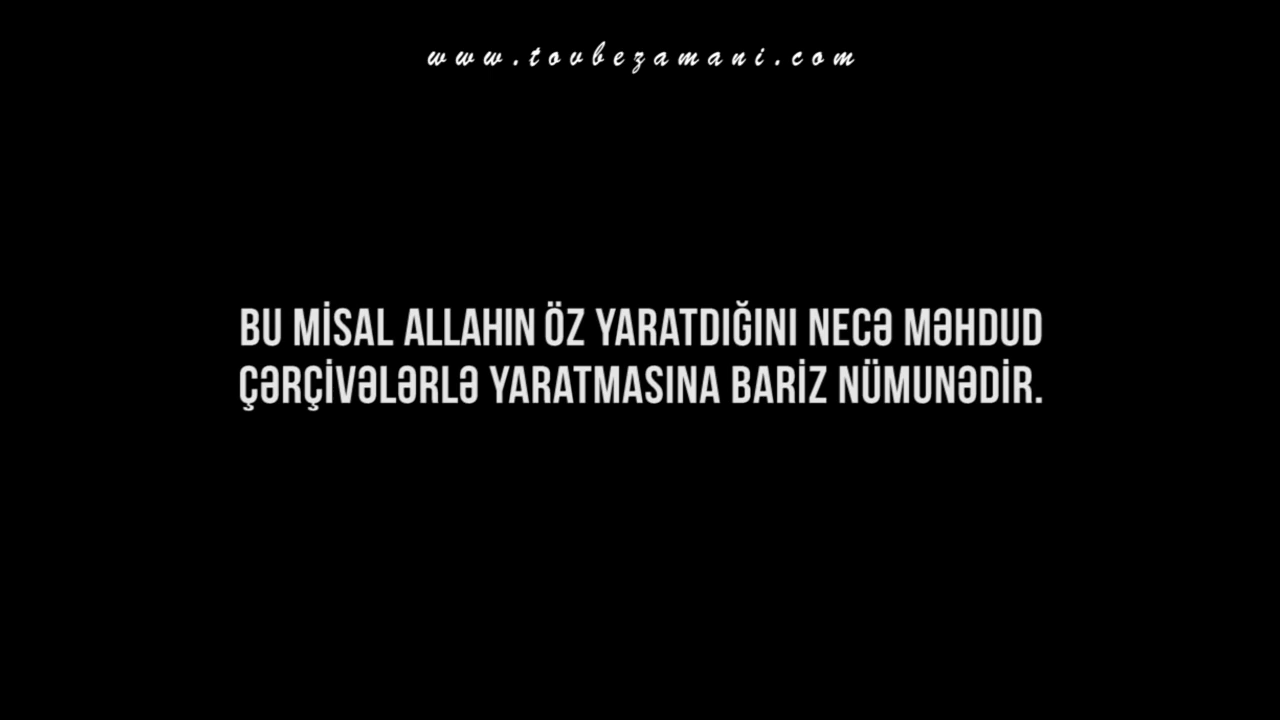 www.tovbezamani.com
BU MİSAL ALLAHIN ÖZ YARATDIĞINI NECƏ MƏHDUD
ÇƏRÇİVƏLƏRLƏ YARATMASINA BARİZ NÜMUNƏDİR.